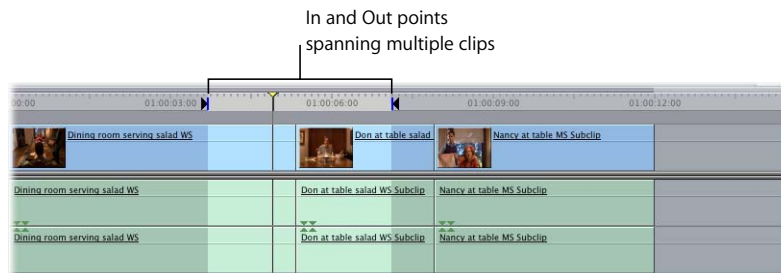 In and Out points
spanning multiple clips
00:00 01:00:03:00 01:00:06:00 01:00:09:00 01:00:12:00
Dining room serving salad WS Don at table salad Nancy at table MS Subclip
Dining room serving salad WS Don at table salad WS Subclip Nancy at table MS Subclip
Dining room serving salad WS Don at table salad WS Subclip Nancy at table MS Subclip